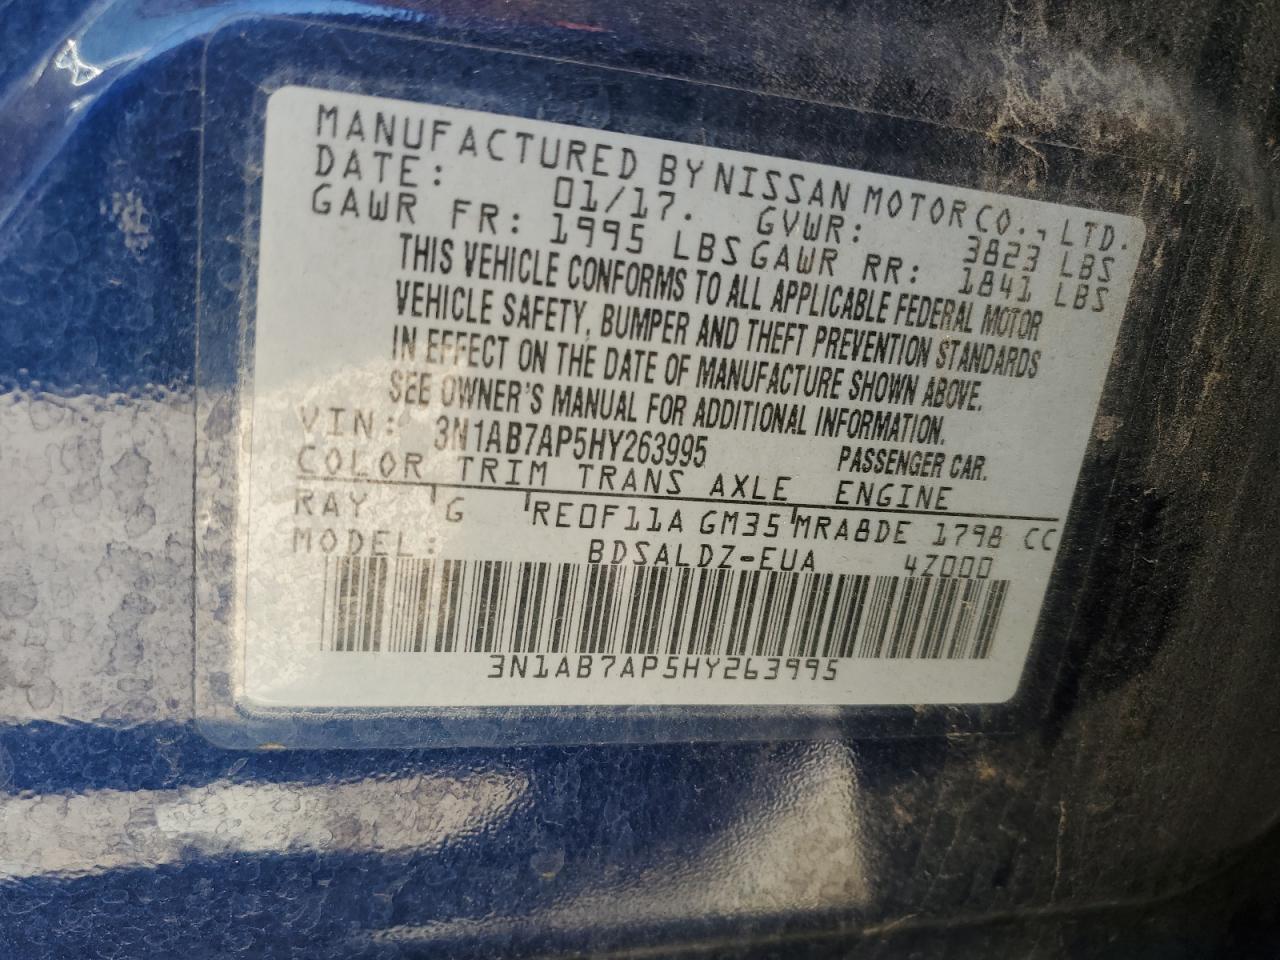 MANUFACTURED BY NISSAN MOTOR CO., LTD.
DATE: 01/17. GVWR: 3823 LBS
GAWR FR: 1995 LBS GAWR RR: 1841 LBS
THIS VEHICLE CONFORMS TO ALL APPLICABLE FEDERAL MOTOR
VEHICLE SAFETY, BUMPER AND THEFT PREVENTION STANDARDS
IN EFFECT ON THE DATE OF MANUFACTURE SHOWN ABOVE.
SEE OWNER'S MANUAL FOR ADDITIONAL INFORMATION.
VIN: 3N1AB7AP5HY263995 PASSENGER CAR.
COLOR TRIM TRANS AXLE ENGINE
RAY G RE0F11A GM35 MRA8DE 1798 CC
MODEL: BDSALDZ-EUA 4Z000
3N1AB7AP5HY263995